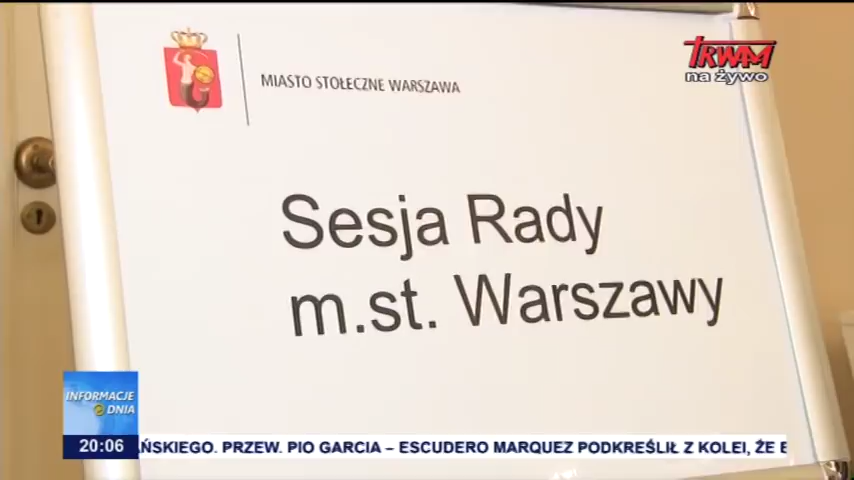 TRWAM
na żywo
MIASTO STOŁECZNE WARSZAWA
Sesja Rady
m.st. Warszawy
INFORMACJE
DNIA
20:06
ŃSKIEGO. PRZEW. PIO GARCIA – ESCUDERO MARQUEZ PODKREŚLIŁ Z KOLEI, ŻE